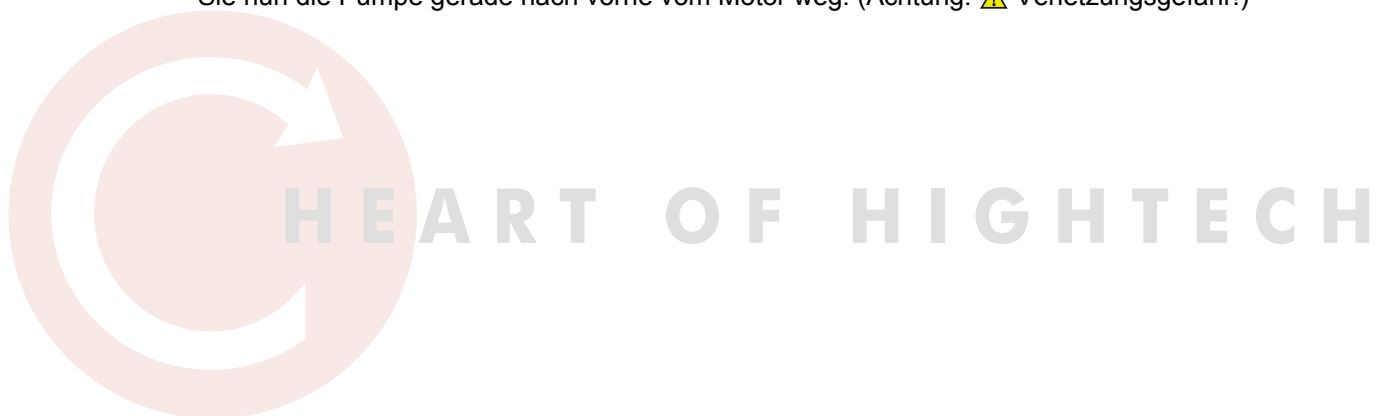 Sie nun die Pumpe gerade nach vorne vom Motor weg. (Achtung: ⚠ Verletzungsgefahr!)
HEART OF HIGHTECH